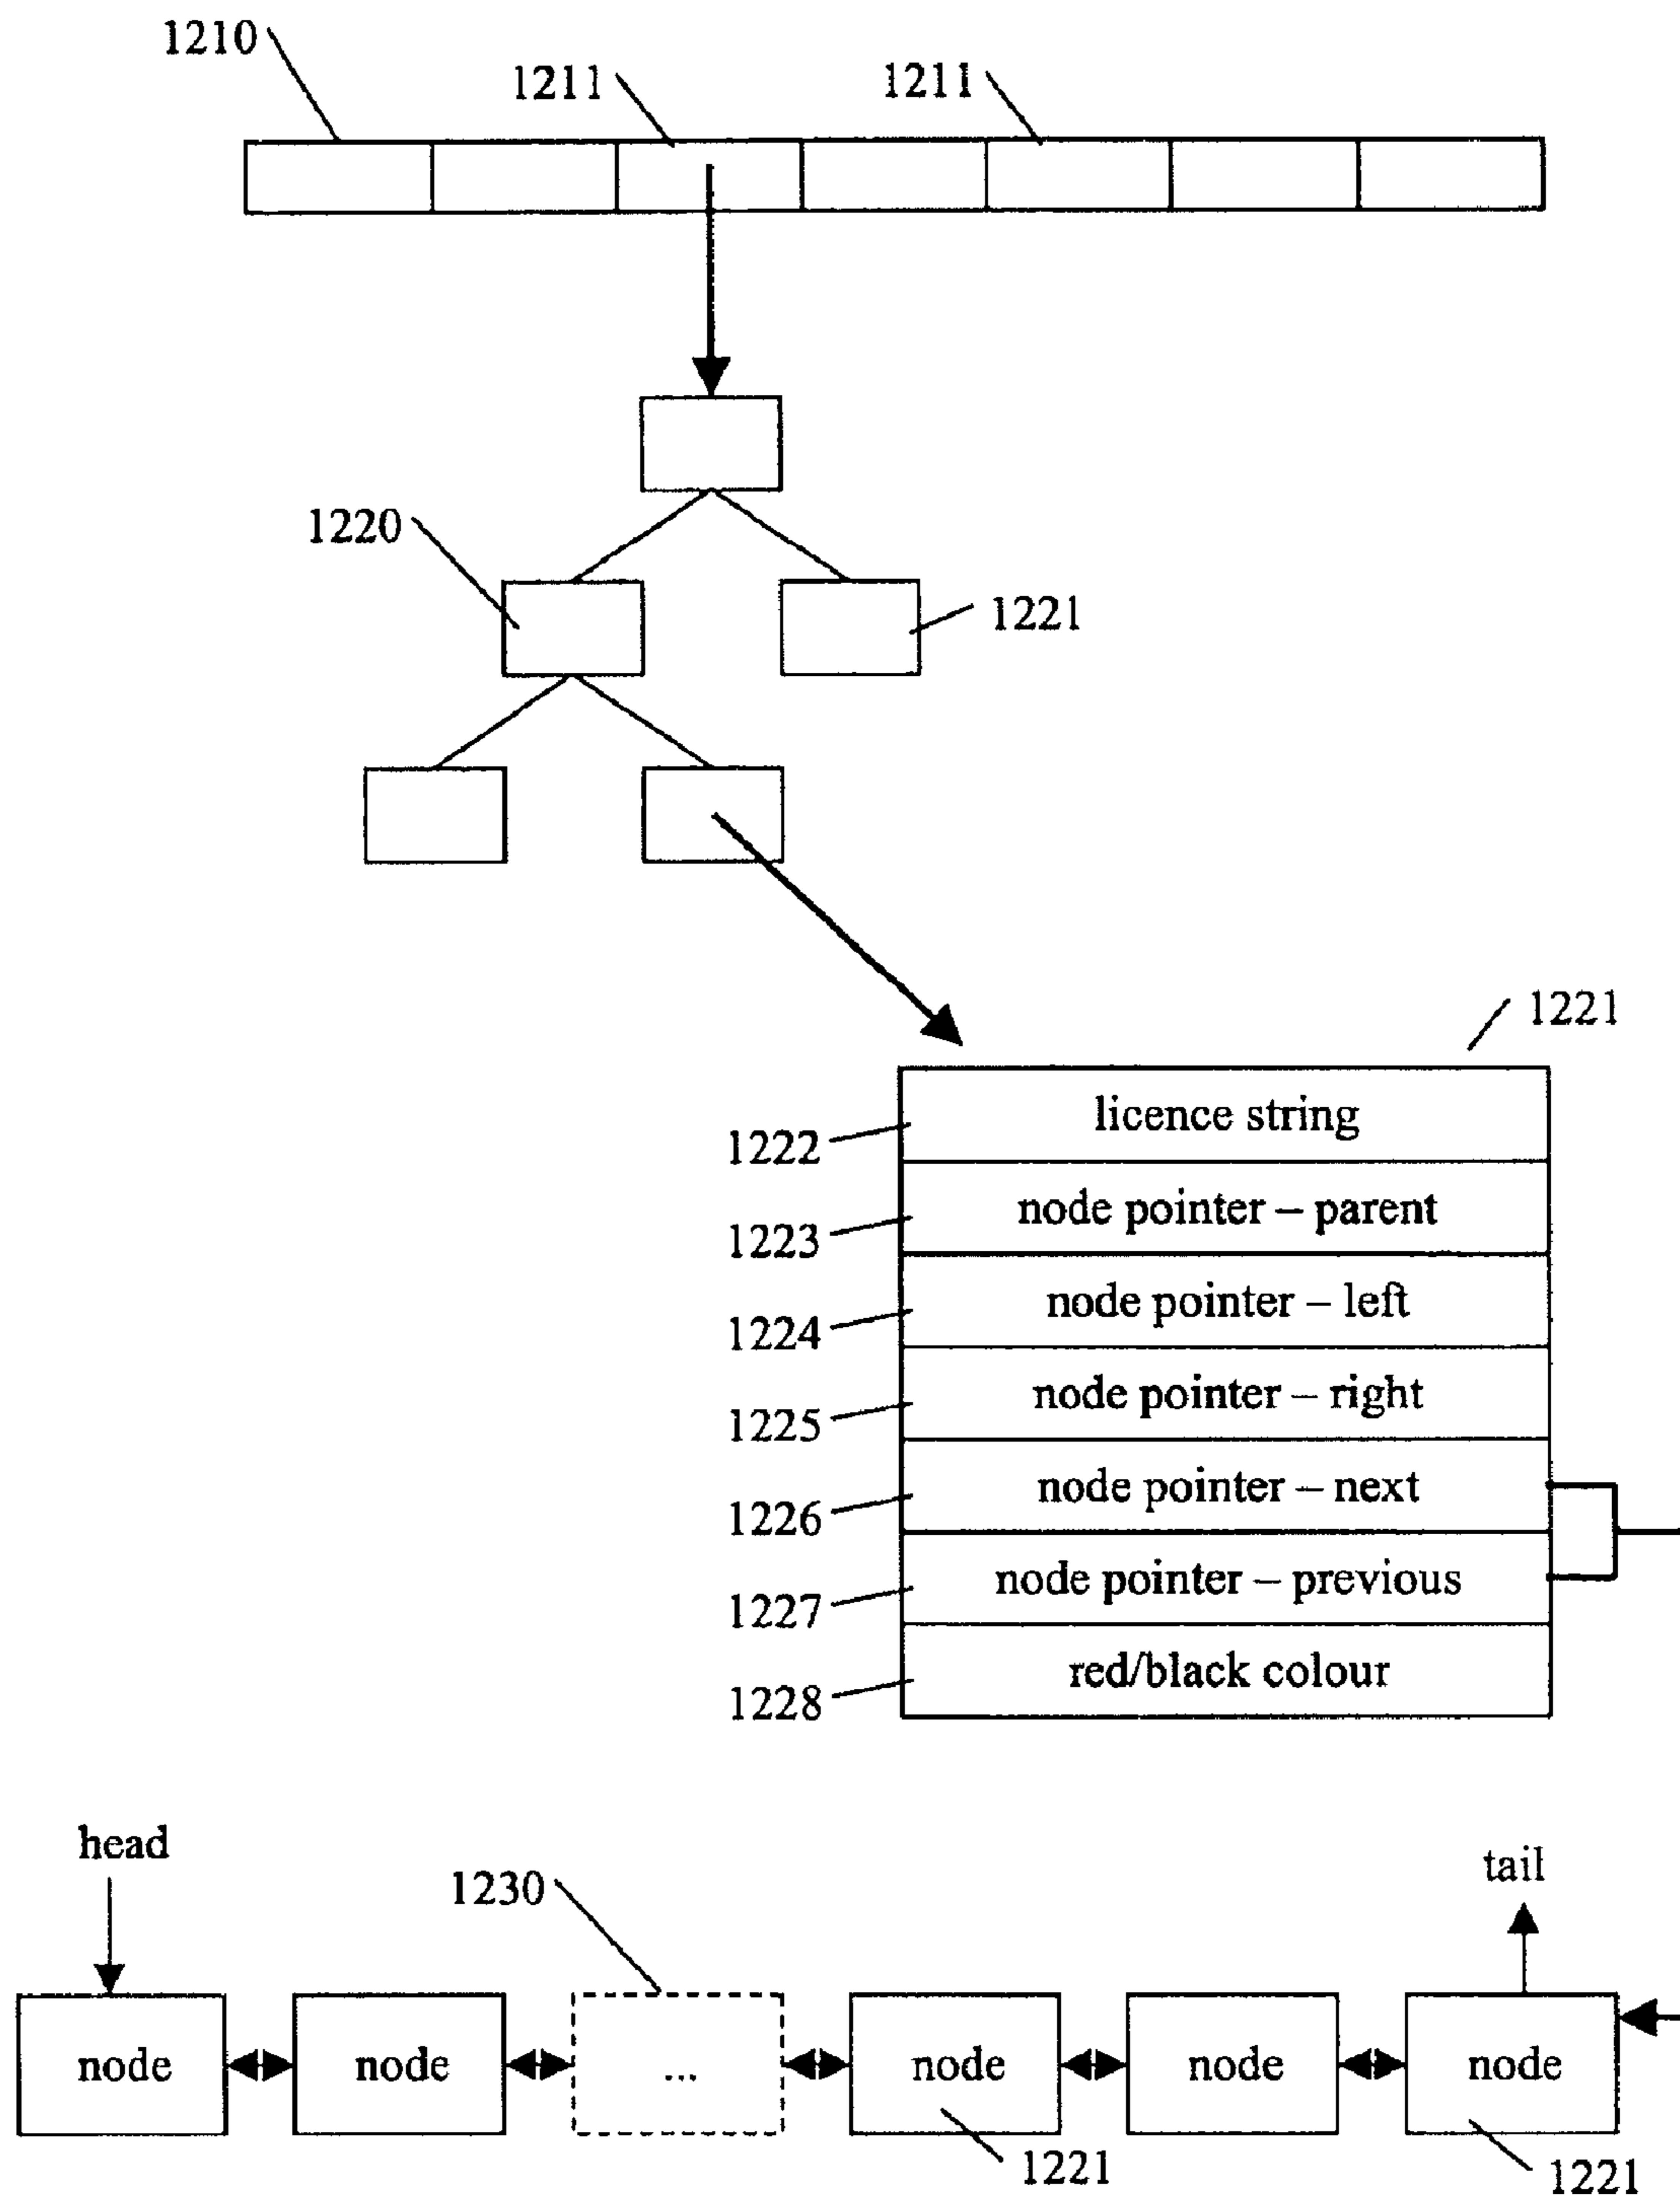 1210
1211
1211
1220
1221
1221
licence string
1222
node pointer – parent
1223
node pointer – left
1224
node pointer – right
1225
node pointer – next
1226
node pointer – previous
1227
red/black colour
1228
head
tail
1230
node
node
...
node
node
node
1221
1221